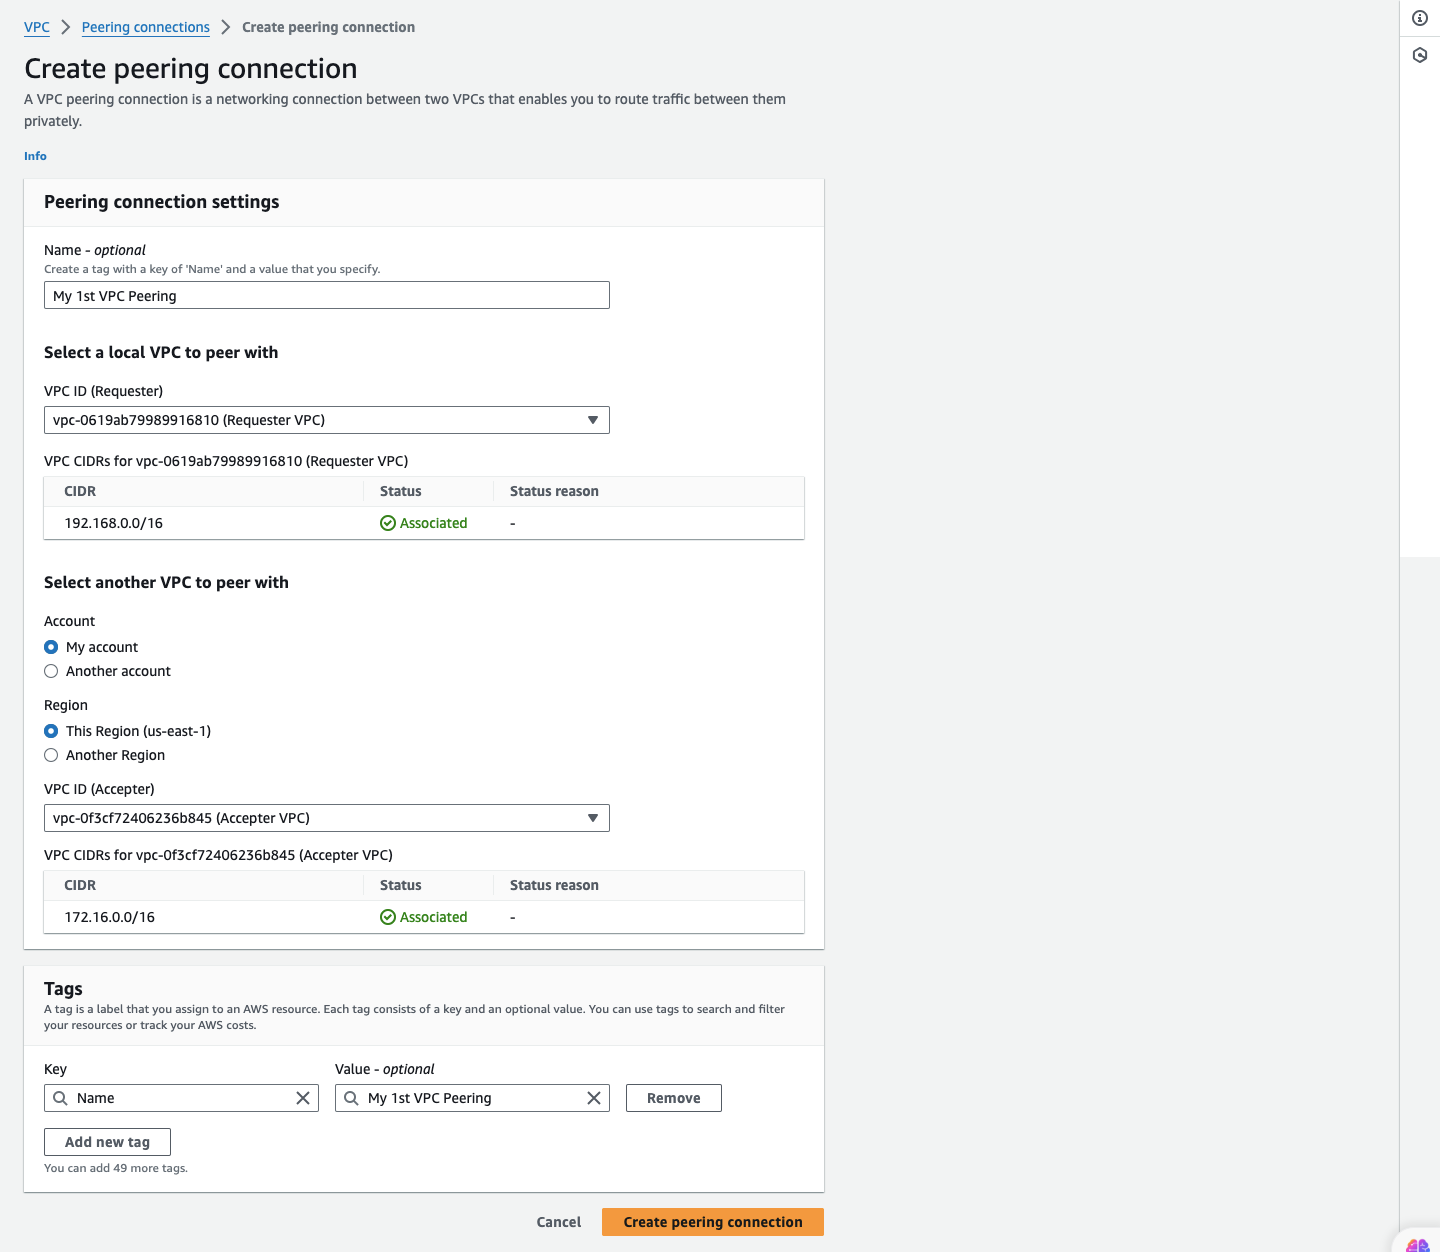 VPC > Peering connections > Create peering connection
Create peering connection
A VPC peering connection is a networking connection between two VPCs that enables you to route traffic between them
privately.
Info
Peering connection settings
Name - optional
Create a tag with a key of 'Name' and a value that you specify.
My 1st VPC Peering
Select a local VPC to peer with
VPC ID (Requester)
vpc-0619ab79989916810 (Requester VPC)
VPC CIDRs for vpc-0619ab79989916810 (Requester VPC)
CIDR Status Status reason
192.168.0.0/16 Associated -
Select another VPC to peer with
Account
My account
Another account
Region
This Region (us-east-1)
Another Region
VPC ID (Accepter)
vpc-0f3cf72406236b845 (Accepter VPC)
VPC CIDRs for vpc-0f3cf72406236b845 (Accepter VPC)
CIDR Status Status reason
172.16.0.0/16 Associated -
Tags
A tag is a label that you assign to an AWS resource. Each tag consists of a key and an optional value. You can use tags to search and filter
your resources or track your AWS costs.
Key Value - optional
Name My 1st VPC Peering Remove
Add new tag
You can add 49 more tags.
Cancel Create peering connection